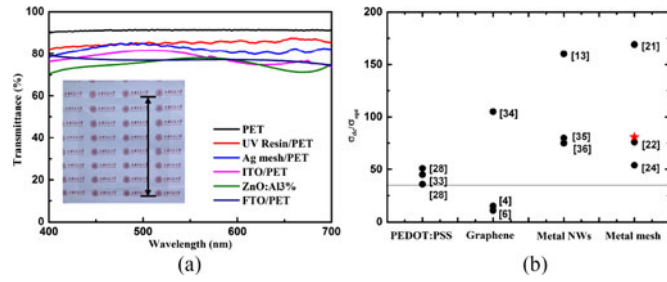 100
80
60
40
20
0
400
500
600
700
Transmittance (%)
Wavelength (nm)
PET
UV Resin/PET
Ag mesh/PET
ITO/PET
ZnO:Al3%
FTO/PET
(a)
200
150
100
50
0
σdc/σopt
[28]
[33]
[28]
[34]
[4]
[6]
[13]
[35]
[36]
[21]
[22]
[24]
PEDOT:PSS
Graphene
Metal NWs
Metal mesh
(b)